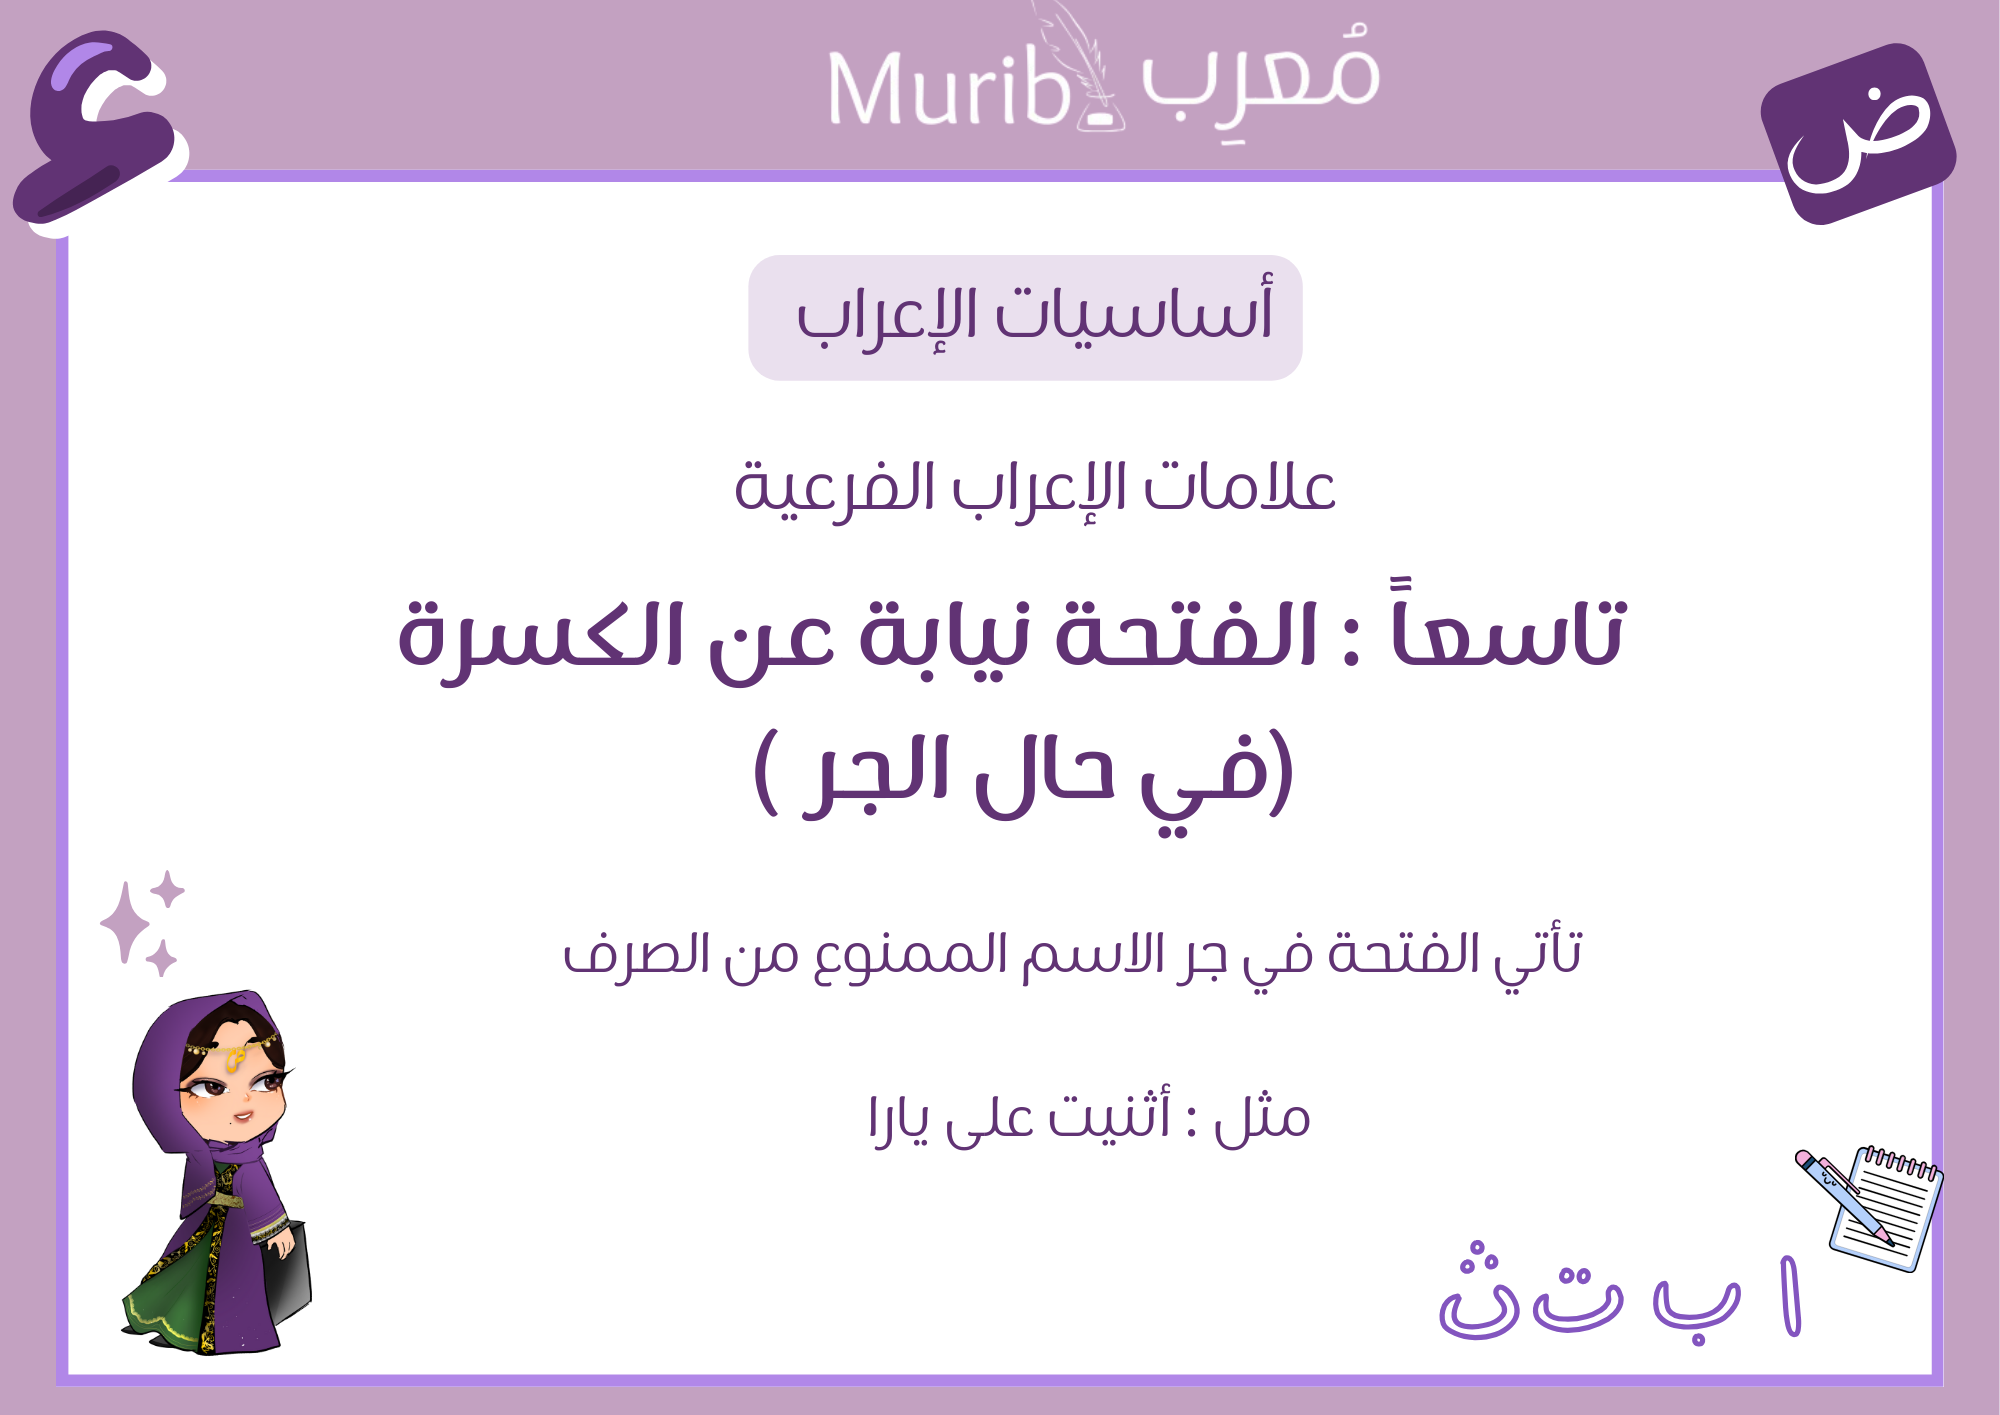 Murib مُعرِب
ع
ض
أساسيات الإعراب
علامات الإعراب الفرعية
تاسعاً : الفتحة نيابة عن الكسرة
(في حال الجر )
تأتي الفتحة في جر الاسم الممنوع من الصرف
مثل : أثنيت على يارا
ا ب ت ث